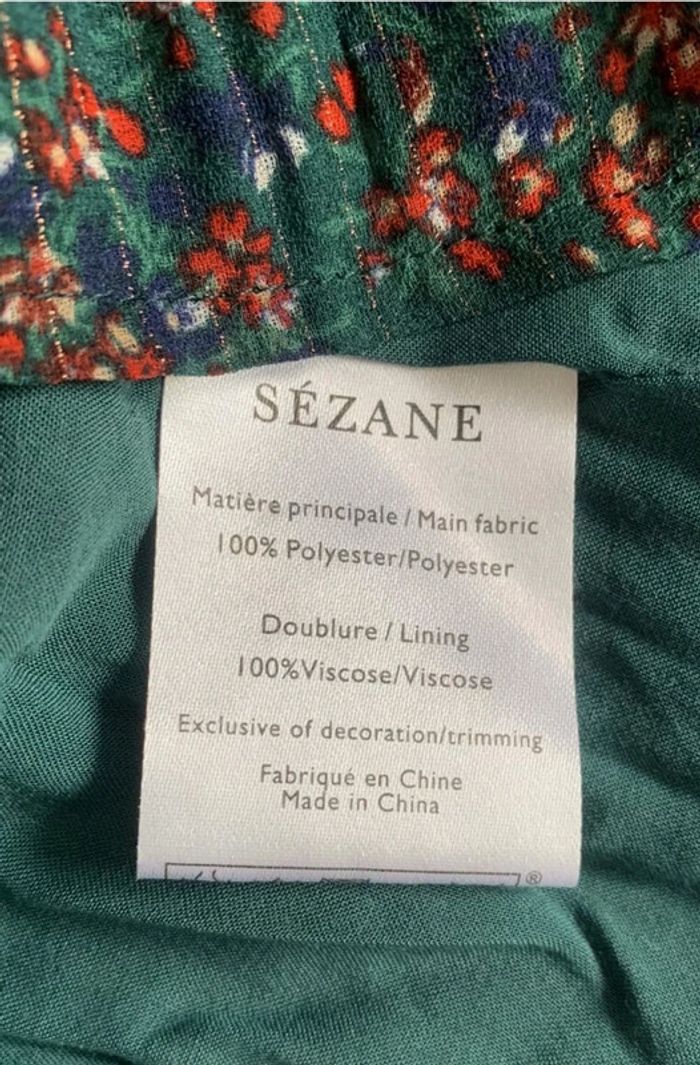 SÉZANE
Matière principale / Main fabric
100% Polyester/Polyester
Doublure / Lining
100%Viscose/Viscose
Exclusive of decoration/trimming
Fabriqué en Chine
Made in China
®